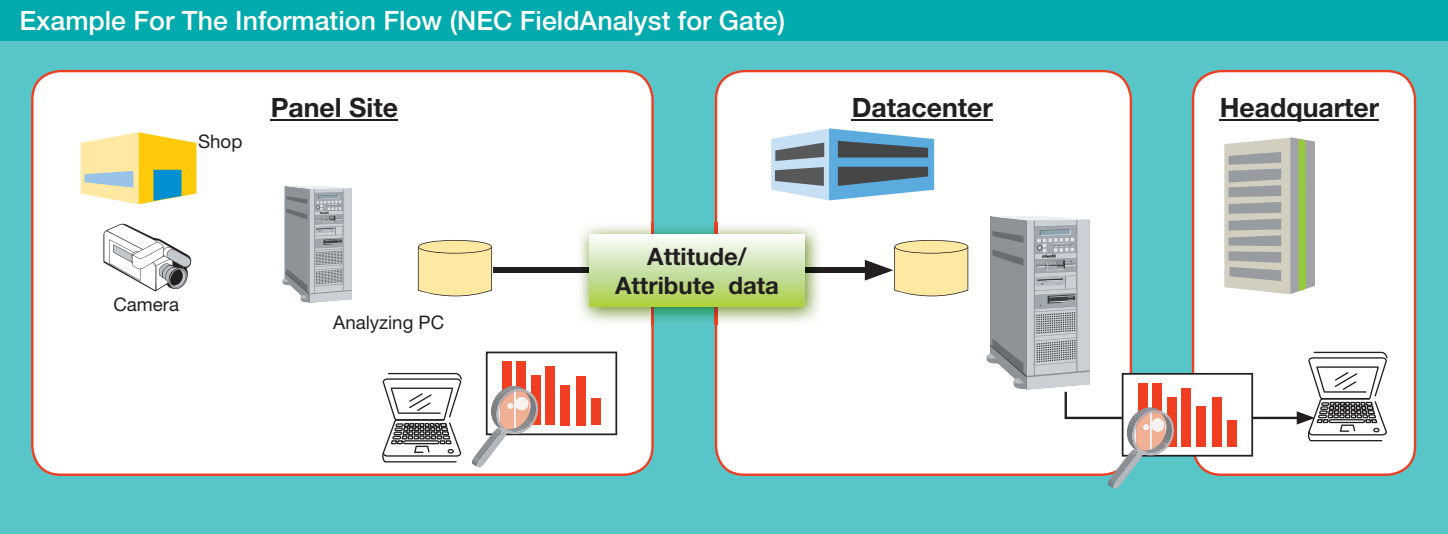 Example For The Information Flow (NEC FieldAnalyst for Gate)
Panel Site
Shop
Camera
Analyzing PC
Attitude/
Attribute data
Datacenter
Headquarter